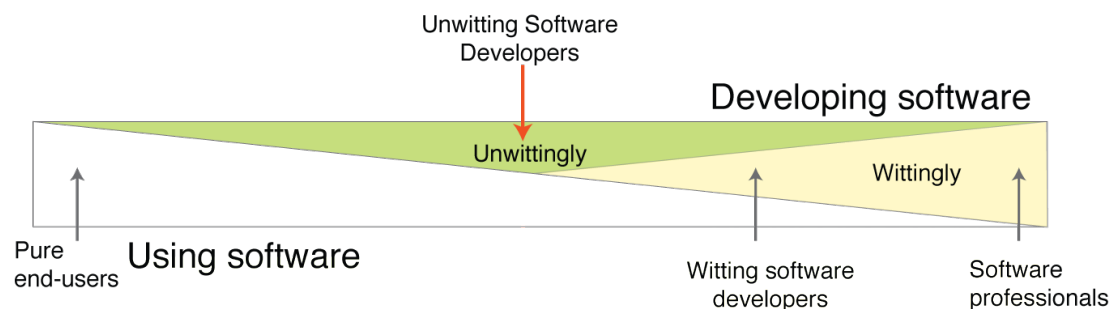 Unwitting Software
Developers
Developing software
Unwittingly
Wittingly
Pure
end-users
Using software
Witting software
developers
Software
professionals